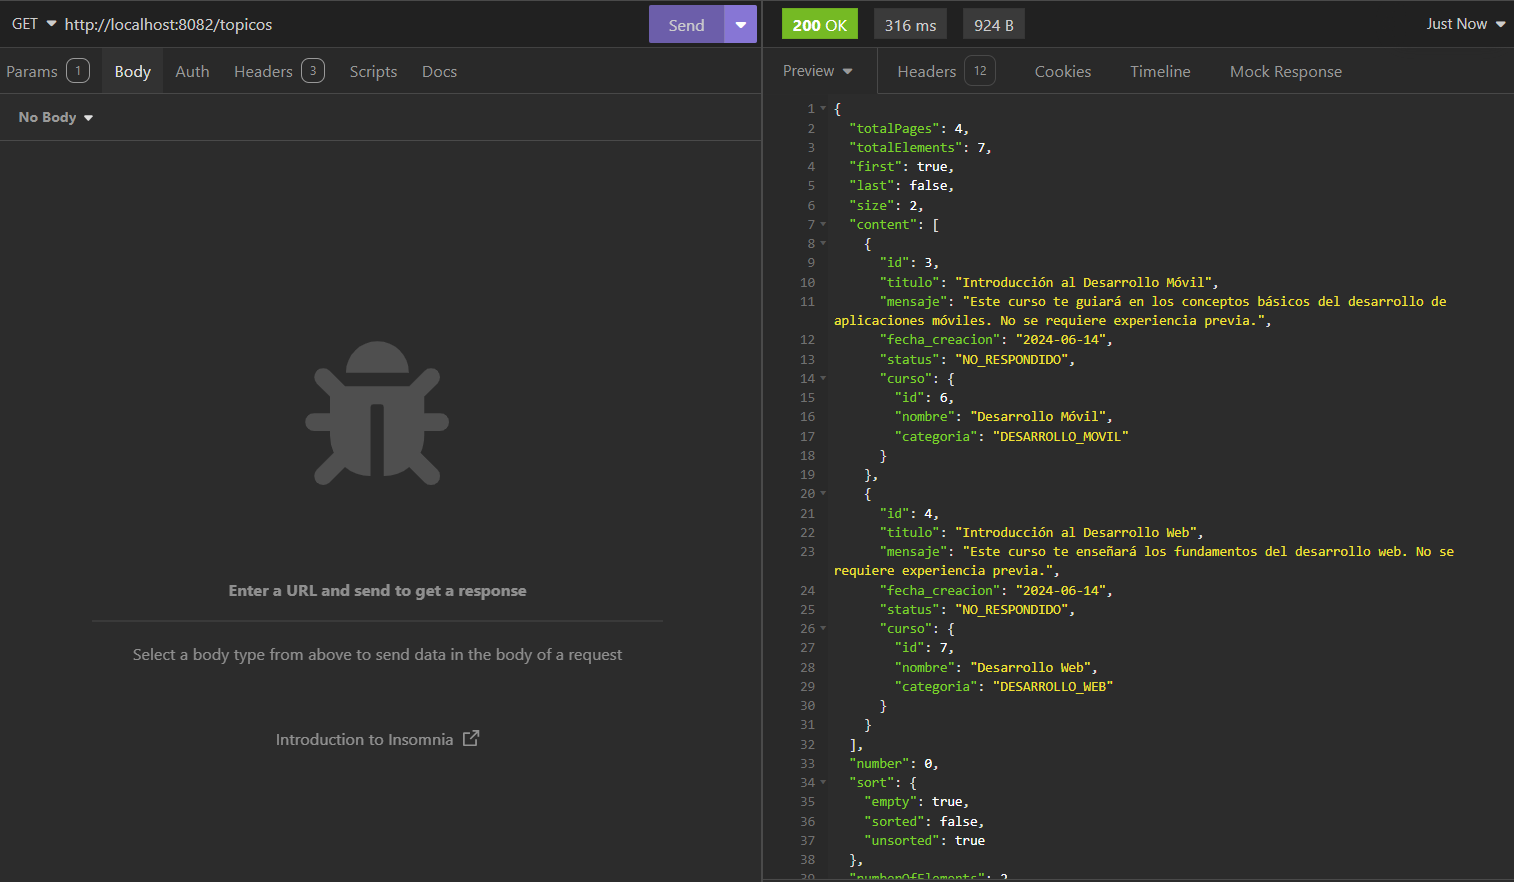 GET http://localhost:8082/topicos Send
Params 1 Body Auth Headers 3 Scripts Docs
No Body
Enter a URL and send to get a response
Select a body type from above to send data in the body of a request
Introduction to Insomnia
200 OK 316 ms 924 B Just Now
Preview Headers 12 Cookies Timeline Mock Response
1 {
2 "totalPages": 4,
3 "totalElements": 7,
4 "first": true,
5 "last": false,
6 "size": 2,
7 "content": [
8 {
9 "id": 3,
10 "titulo": "Introducción al Desarrollo Móvil",
11 "mensaje": "Este curso te guiará en los conceptos básicos del desarrollo de
aplicaciones móviles. No se requiere experiencia previa.",
12 "fecha_creacion": "2024-06-14",
13 "status": "NO_RESPONDIDO",
14 "curso": {
15 "id": 6,
16 "nombre": "Desarrollo Móvil",
17 "categoria": "DESARROLLO_MOVIL"
18 }
19 },
20 {
21 "id": 4,
22 "titulo": "Introducción al Desarrollo Web",
23 "mensaje": "Este curso te enseñará los fundamentos del desarrollo web. No se
requiere experiencia previa.",
24 "fecha_creacion": "2024-06-14",
25 "status": "NO_RESPONDIDO",
26 "curso": {
27 "id": 7,
28 "nombre": "Desarrollo Web",
29 "categoria": "DESARROLLO_WEB"
30 }
31 }
32 ],
33 "number": 0,
34 "sort": {
35 "empty": true,
36 "sorted": false,
37 "unsorted": true
38 },
39 "numberOfElements": 2,